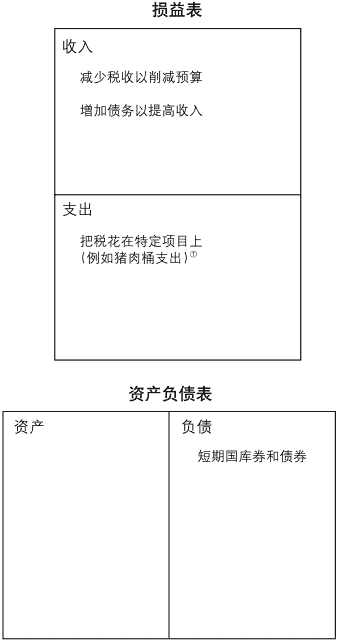 损益表
收入
减少税收以削减预算
增加债务以提高收入
支出
把税花在特定项目上
(例如猪肉桶支出)①
资产负债表
资产
负债
短期国库券和债券